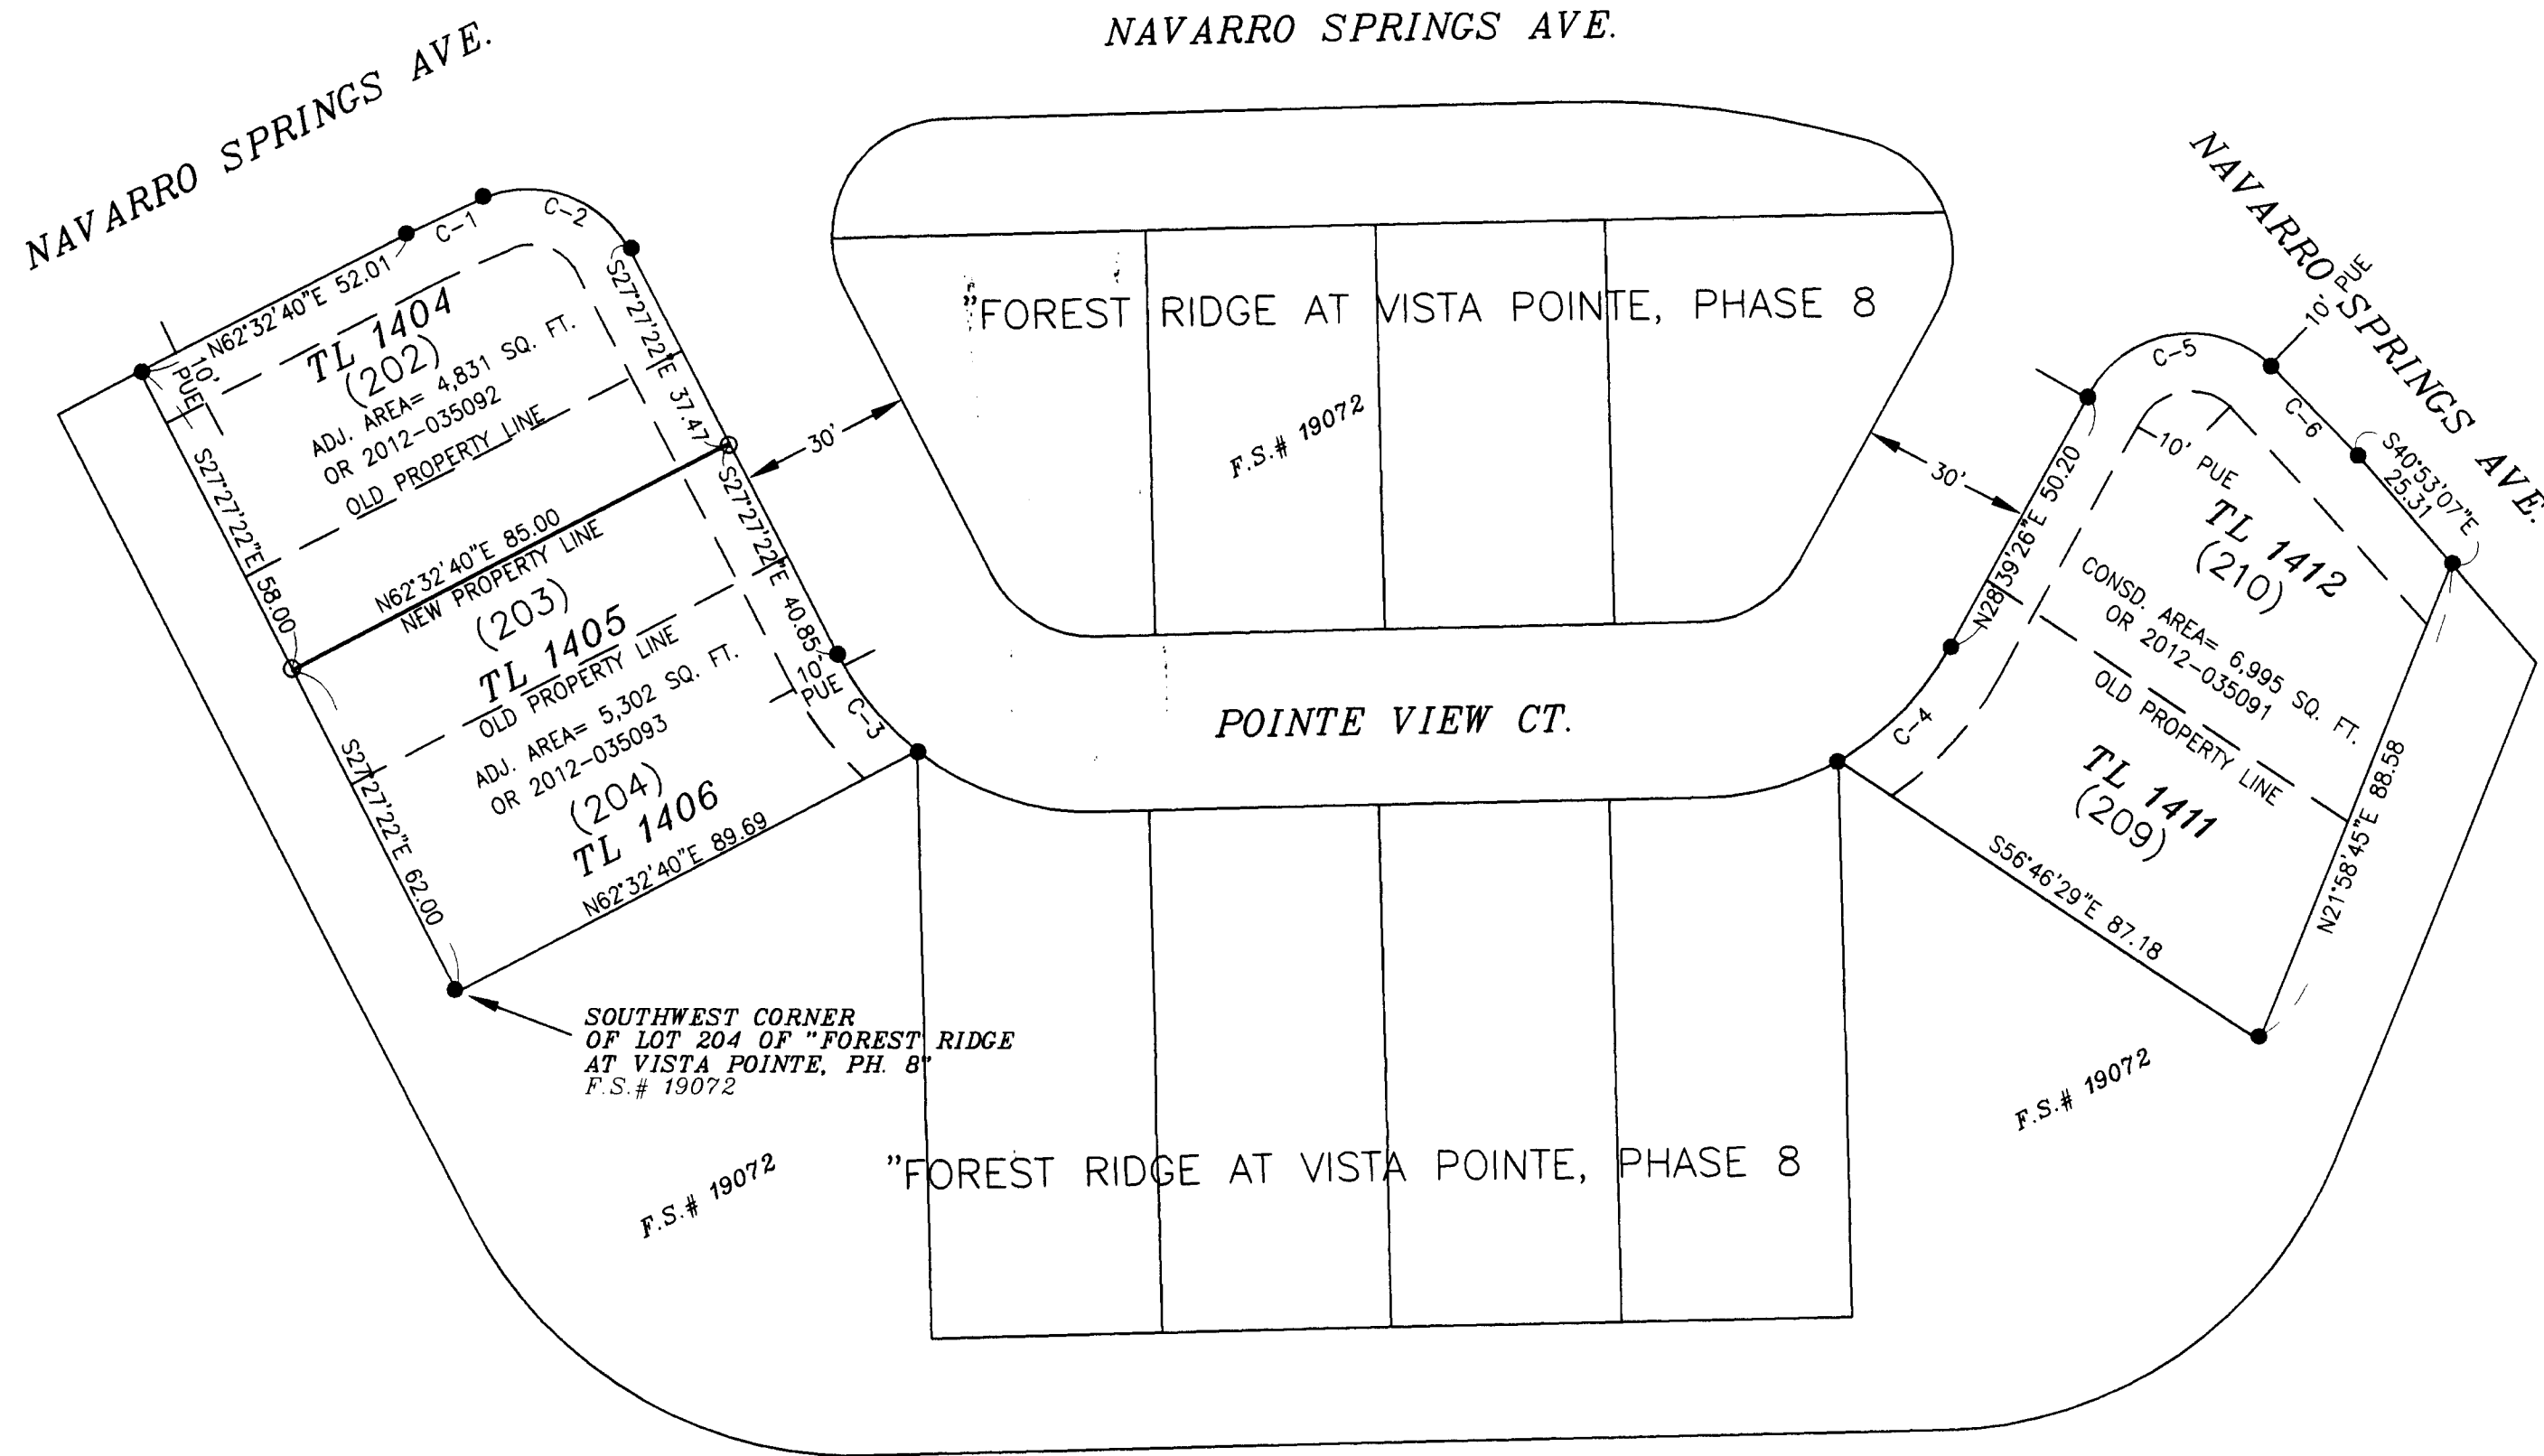 NAVARRO SPRINGS AVE.
NAVARRO SPRINGS AVE.
NAVARRO SPRINGS AVE.
N62°32'40"E 52.01
C-1
C-2
10'
PUE
TL 1404
(202)
ADJ. AREA= 4,831 SQ. FT.
OR 2012-035092
OLD PROPERTY LINE
S27°27'22"E 37.47
S27°27'22"E 58.00
N62°32'40"E 85.00
NEW PROPERTY LINE
(203)
TL 1405
OLD PROPERTY LINE
ADJ. AREA= 5,302 SQ. FT.
OR 2012-035093
(204)
TL 1406
N62°32'40"E 89.69
S27°27'22"E 40.85
10'
PUE
C-3
S27°27'22"E 62.00
SOUTHWEST CORNER
OF LOT 204 OF "FOREST RIDGE
AT VISTA POINTE, PH. 8"
F.S.# 19072
F.S.# 19072
30'
"FOREST RIDGE AT VISTA POINTE, PHASE 8
F.S.# 19072
POINTE VIEW CT.
"FOREST RIDGE AT VISTA POINTE, PHASE 8
30'
10' PUE
C-5
C-6
S40°53'07"E
25.31
N28°39'26"E 50.20
10' PUE
TL 1412
(210)
CONSD. AREA= 6,995 SQ. FT.
OR 2012-035091
OLD PROPERTY LINE
TL 1411
(209)
C-4
S56°46'29"E 87.18
N21°58'45"E 88.58
F.S.# 19072